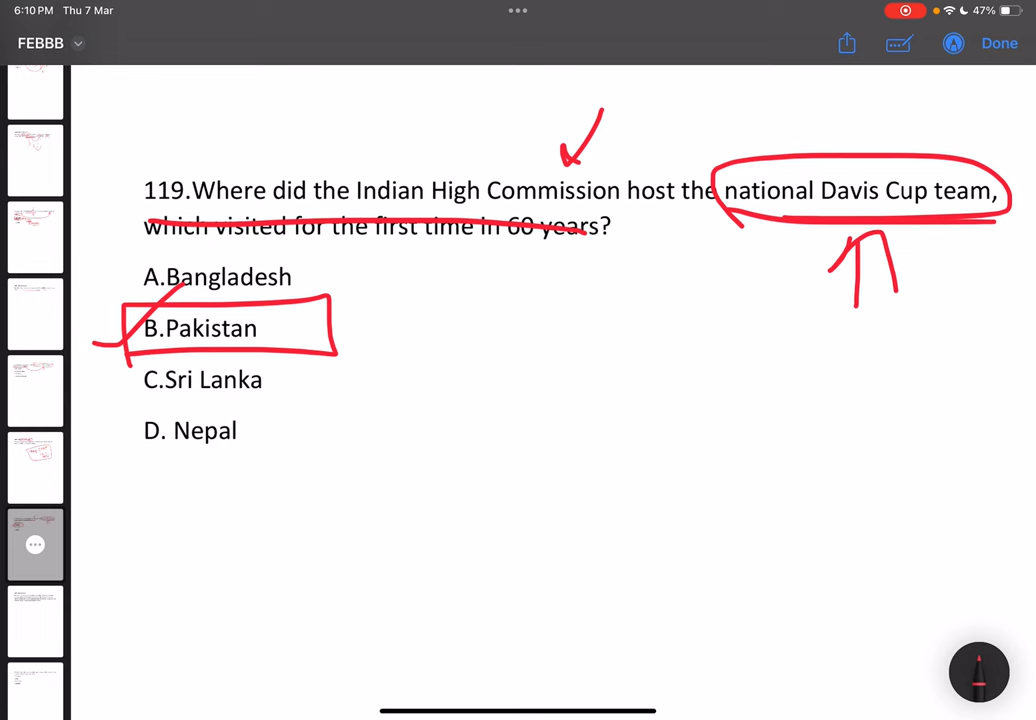 6:10 PM Thu 7 Mar 47%
FEBBB Done
119.Where did the Indian High Commission host the national Davis Cup team,
which visited for the first time in 60 years?
A.Bangladesh
B.Pakistan
C.Sri Lanka
D. Nepal